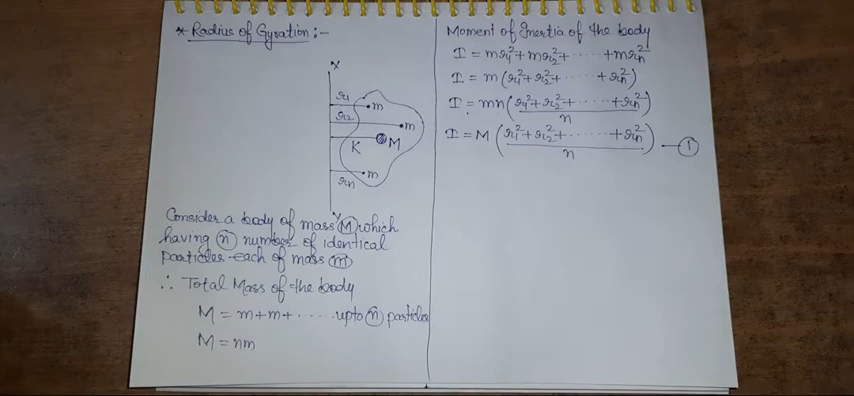 * Radius of Gyration :-
X
r1
m
r2
m
K
M
rn
m
Y
Consider a body of mass M which
having n number of identical
particles each of mass m
∴ Total Mass of the body
M = m+m+ ...... upto n particles
M = nm
Moment of Inertia of the body
I = mr1²+mr2²+ ...... +mrn²
I = m(r1²+r2²+ ...... +rn²)
I = mn(r1²+r2²+ ...... +rn²)/n
I = M (r1²+r2²+ ...... +rn²)/n —①